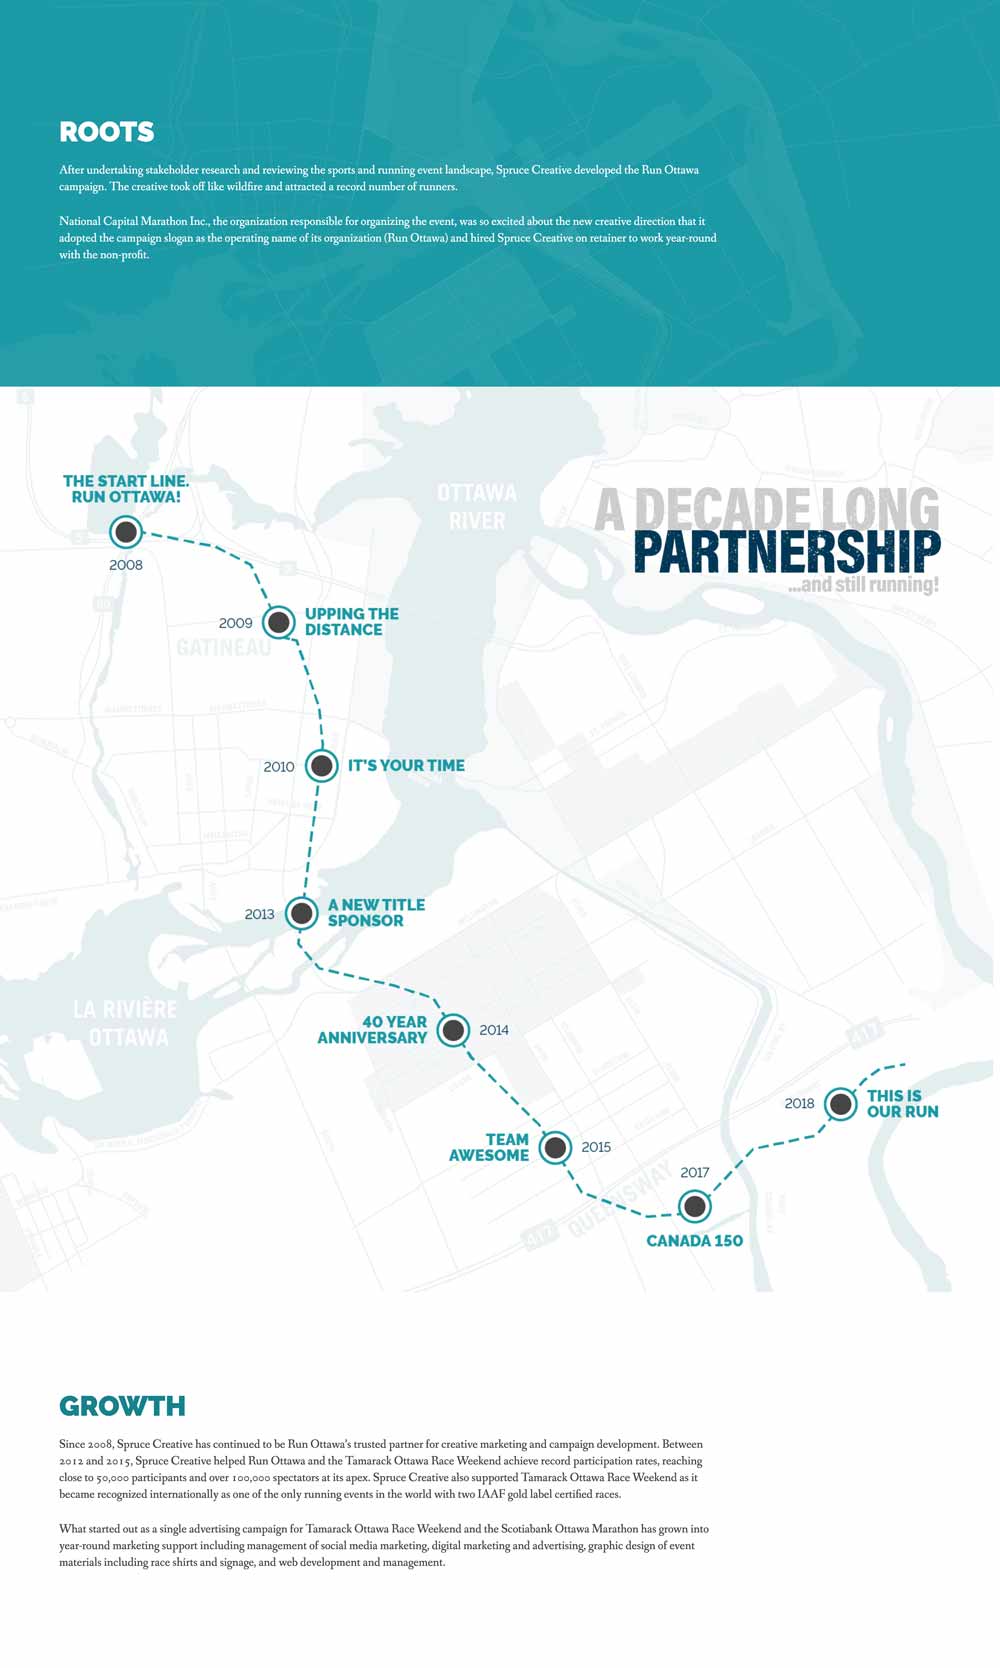 ROOTS
After undertaking stakeholder research and reviewing the sports and running event landscape, Spruce Creative developed the Run Ottawa
campaign. The creative took off like wildfire and attracted a record number of runners.
National Capital Marathon Inc., the organization responsible for organizing the event, was so excited about the new creative direction that it
adopted the campaign slogan as the operating name of its organization (Run Ottawa) and hired Spruce Creative on retainer to work year-round
with the non-profit.
A DECADE LONG
PARTNERSHIP
...and still running!
OTTAWA
RIVER
THE START LINE.
RUN OTTAWA!
2008
5
2009
UPPING THE
DISTANCE
GATINEAU
2010
IT'S YOUR TIME
2013
A NEW TITLE
SPONSOR
LA RIVIÈRE
OTTAWA
40 YEAR
ANNIVERSARY
2014
417
2018
THIS IS
OUR RUN
TEAM
AWESOME
2015
2017
417
QUEENSWAY
CANADA 150
GROWTH
Since 2008, Spruce Creative has continued to be Run Ottawa's trusted partner for creative marketing and campaign development. Between
2012 and 2015, Spruce Creative helped Run Ottawa and the Tamarack Ottawa Race Weekend achieve record participation rates, reaching
close to 50,000 participants and over 100,000 spectators at its apex. Spruce Creative also supported Tamarack Ottawa Race Weekend as it
became recognized internationally as one of the only running events in the world with two IAAF gold label certified races.
What started out as a single advertising campaign for Tamarack Ottawa Race Weekend and the Scotiabank Ottawa Marathon has grown into
year-round marketing support including management of social media marketing, digital marketing and advertising, graphic design of event
materials including race shirts and signage, and web development and management.